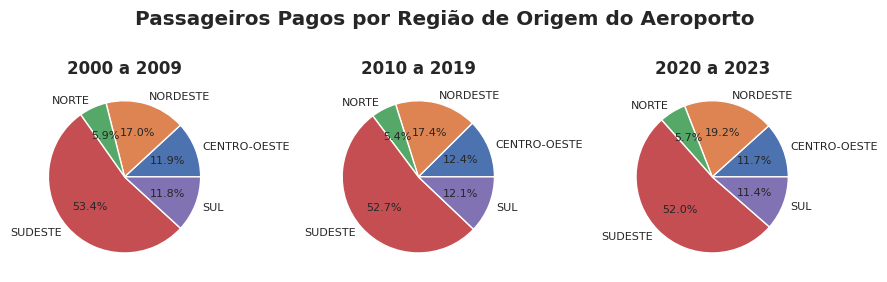 Passageiros Pagos por Região de Origem do Aeroporto
2000 a 2009
NORTE
NORDESTE
5.9%
17.0%
CENTRO-OESTE
11.9%
11.8%
53.4%
SUL
SUDESTE
2010 a 2019
NORTE
NORDESTE
5.4%
17.4%
CENTRO-OESTE
12.4%
12.1%
52.7%
SUL
SUDESTE
2020 a 2023
NORTE
NORDESTE
5.7%
19.2%
CENTRO-OESTE
11.7%
11.4%
52.0%
SUL
SUDESTE